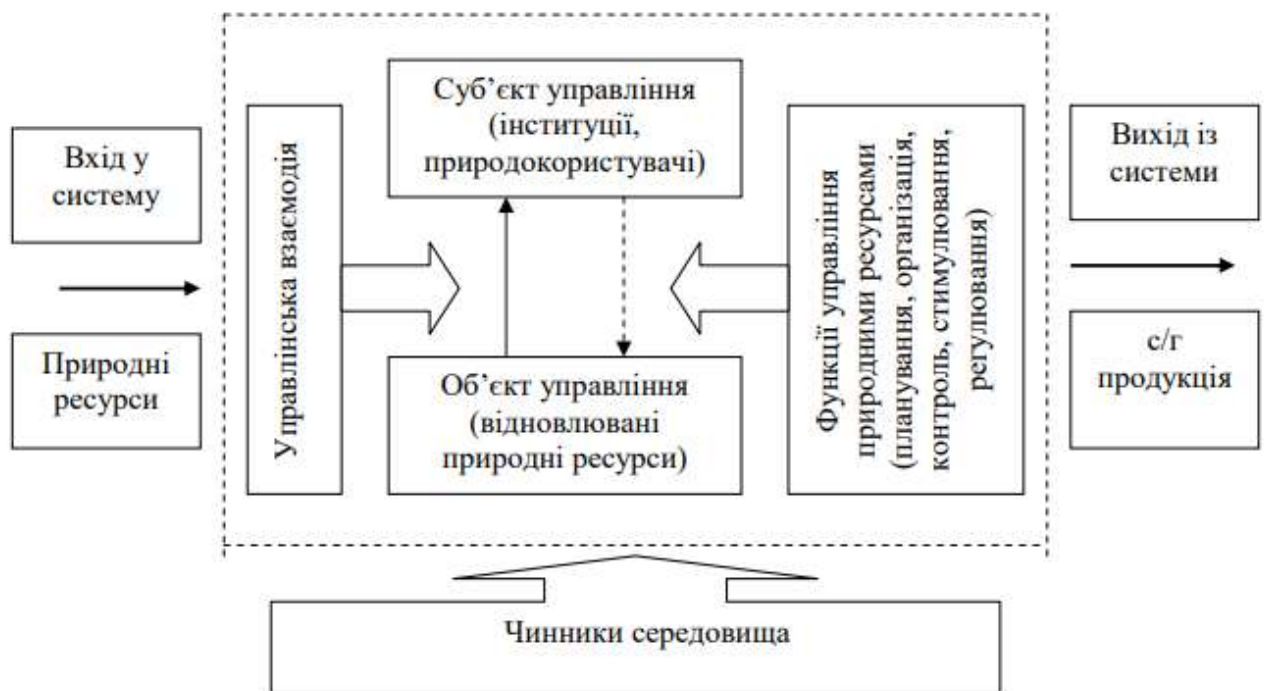 Вхід у
систему
Природні
ресурси
Управлінська взаємодія
Суб’єкт управління
(інституції,
природокористувачі)
Об’єкт управління
(відновлювані
природні ресурси)
Функції управління
природними ресурсами
(планування, організація,
контроль, стимулювання,
регулювання)
Вихід із
системи
с/г
продукція
Чинники середовища